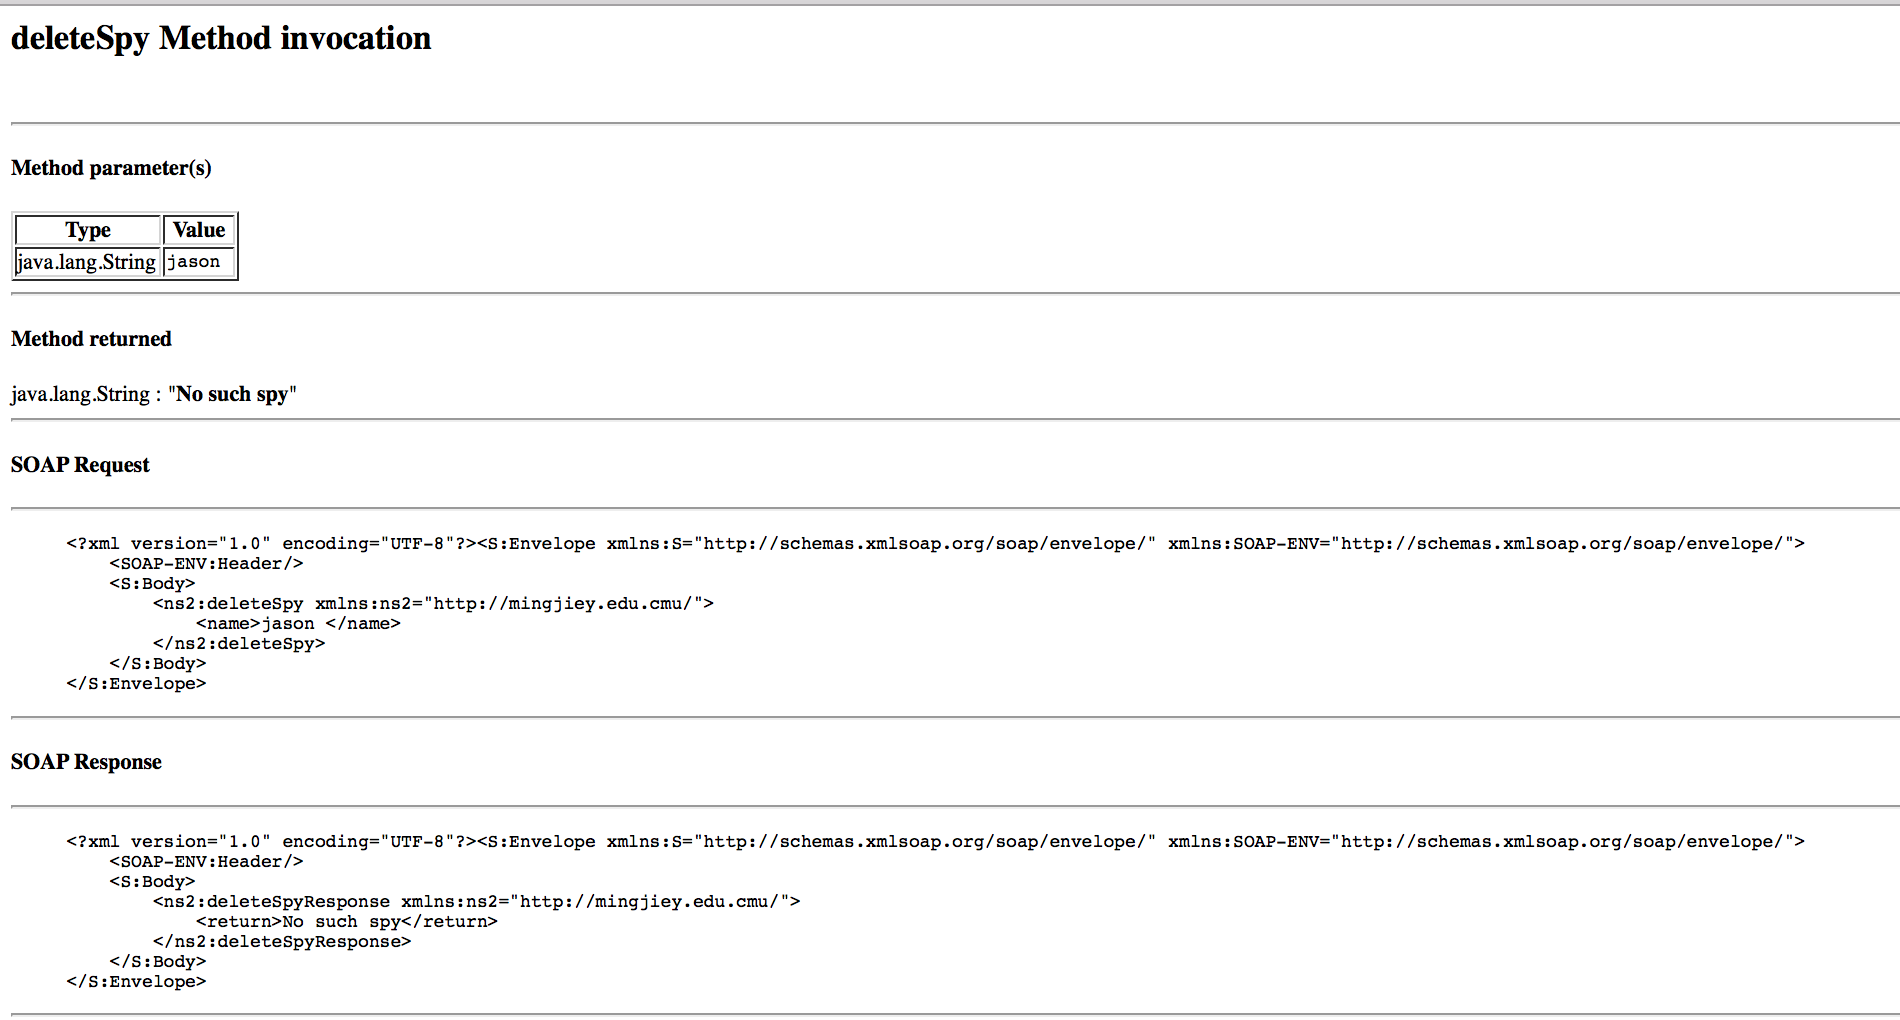 deleteSpy Method invocation
Method parameter(s)
Type Value
java.lang.String jason
Method returned
java.lang.String : "No such spy"
SOAP Request
<?xml version="1.0" encoding="UTF-8"?><S:Envelope xmlns:S="http://schemas.xmlsoap.org/soap/envelope/" xmlns:SOAP-ENV="http://schemas.xmlsoap.org/soap/envelope/">
    <SOAP-ENV:Header/>
    <S:Body>
        <ns2:deleteSpy xmlns:ns2="http://mingjiey.edu.cmu/">
            <name>jason </name>
        </ns2:deleteSpy>
    </S:Body>
</S:Envelope>
SOAP Response
<?xml version="1.0" encoding="UTF-8"?><S:Envelope xmlns:S="http://schemas.xmlsoap.org/soap/envelope/" xmlns:SOAP-ENV="http://schemas.xmlsoap.org/soap/envelope/">
    <SOAP-ENV:Header/>
    <S:Body>
        <ns2:deleteSpyResponse xmlns:ns2="http://mingjiey.edu.cmu/">
            <return>No such spy</return>
        </ns2:deleteSpyResponse>
    </S:Body>
</S:Envelope>